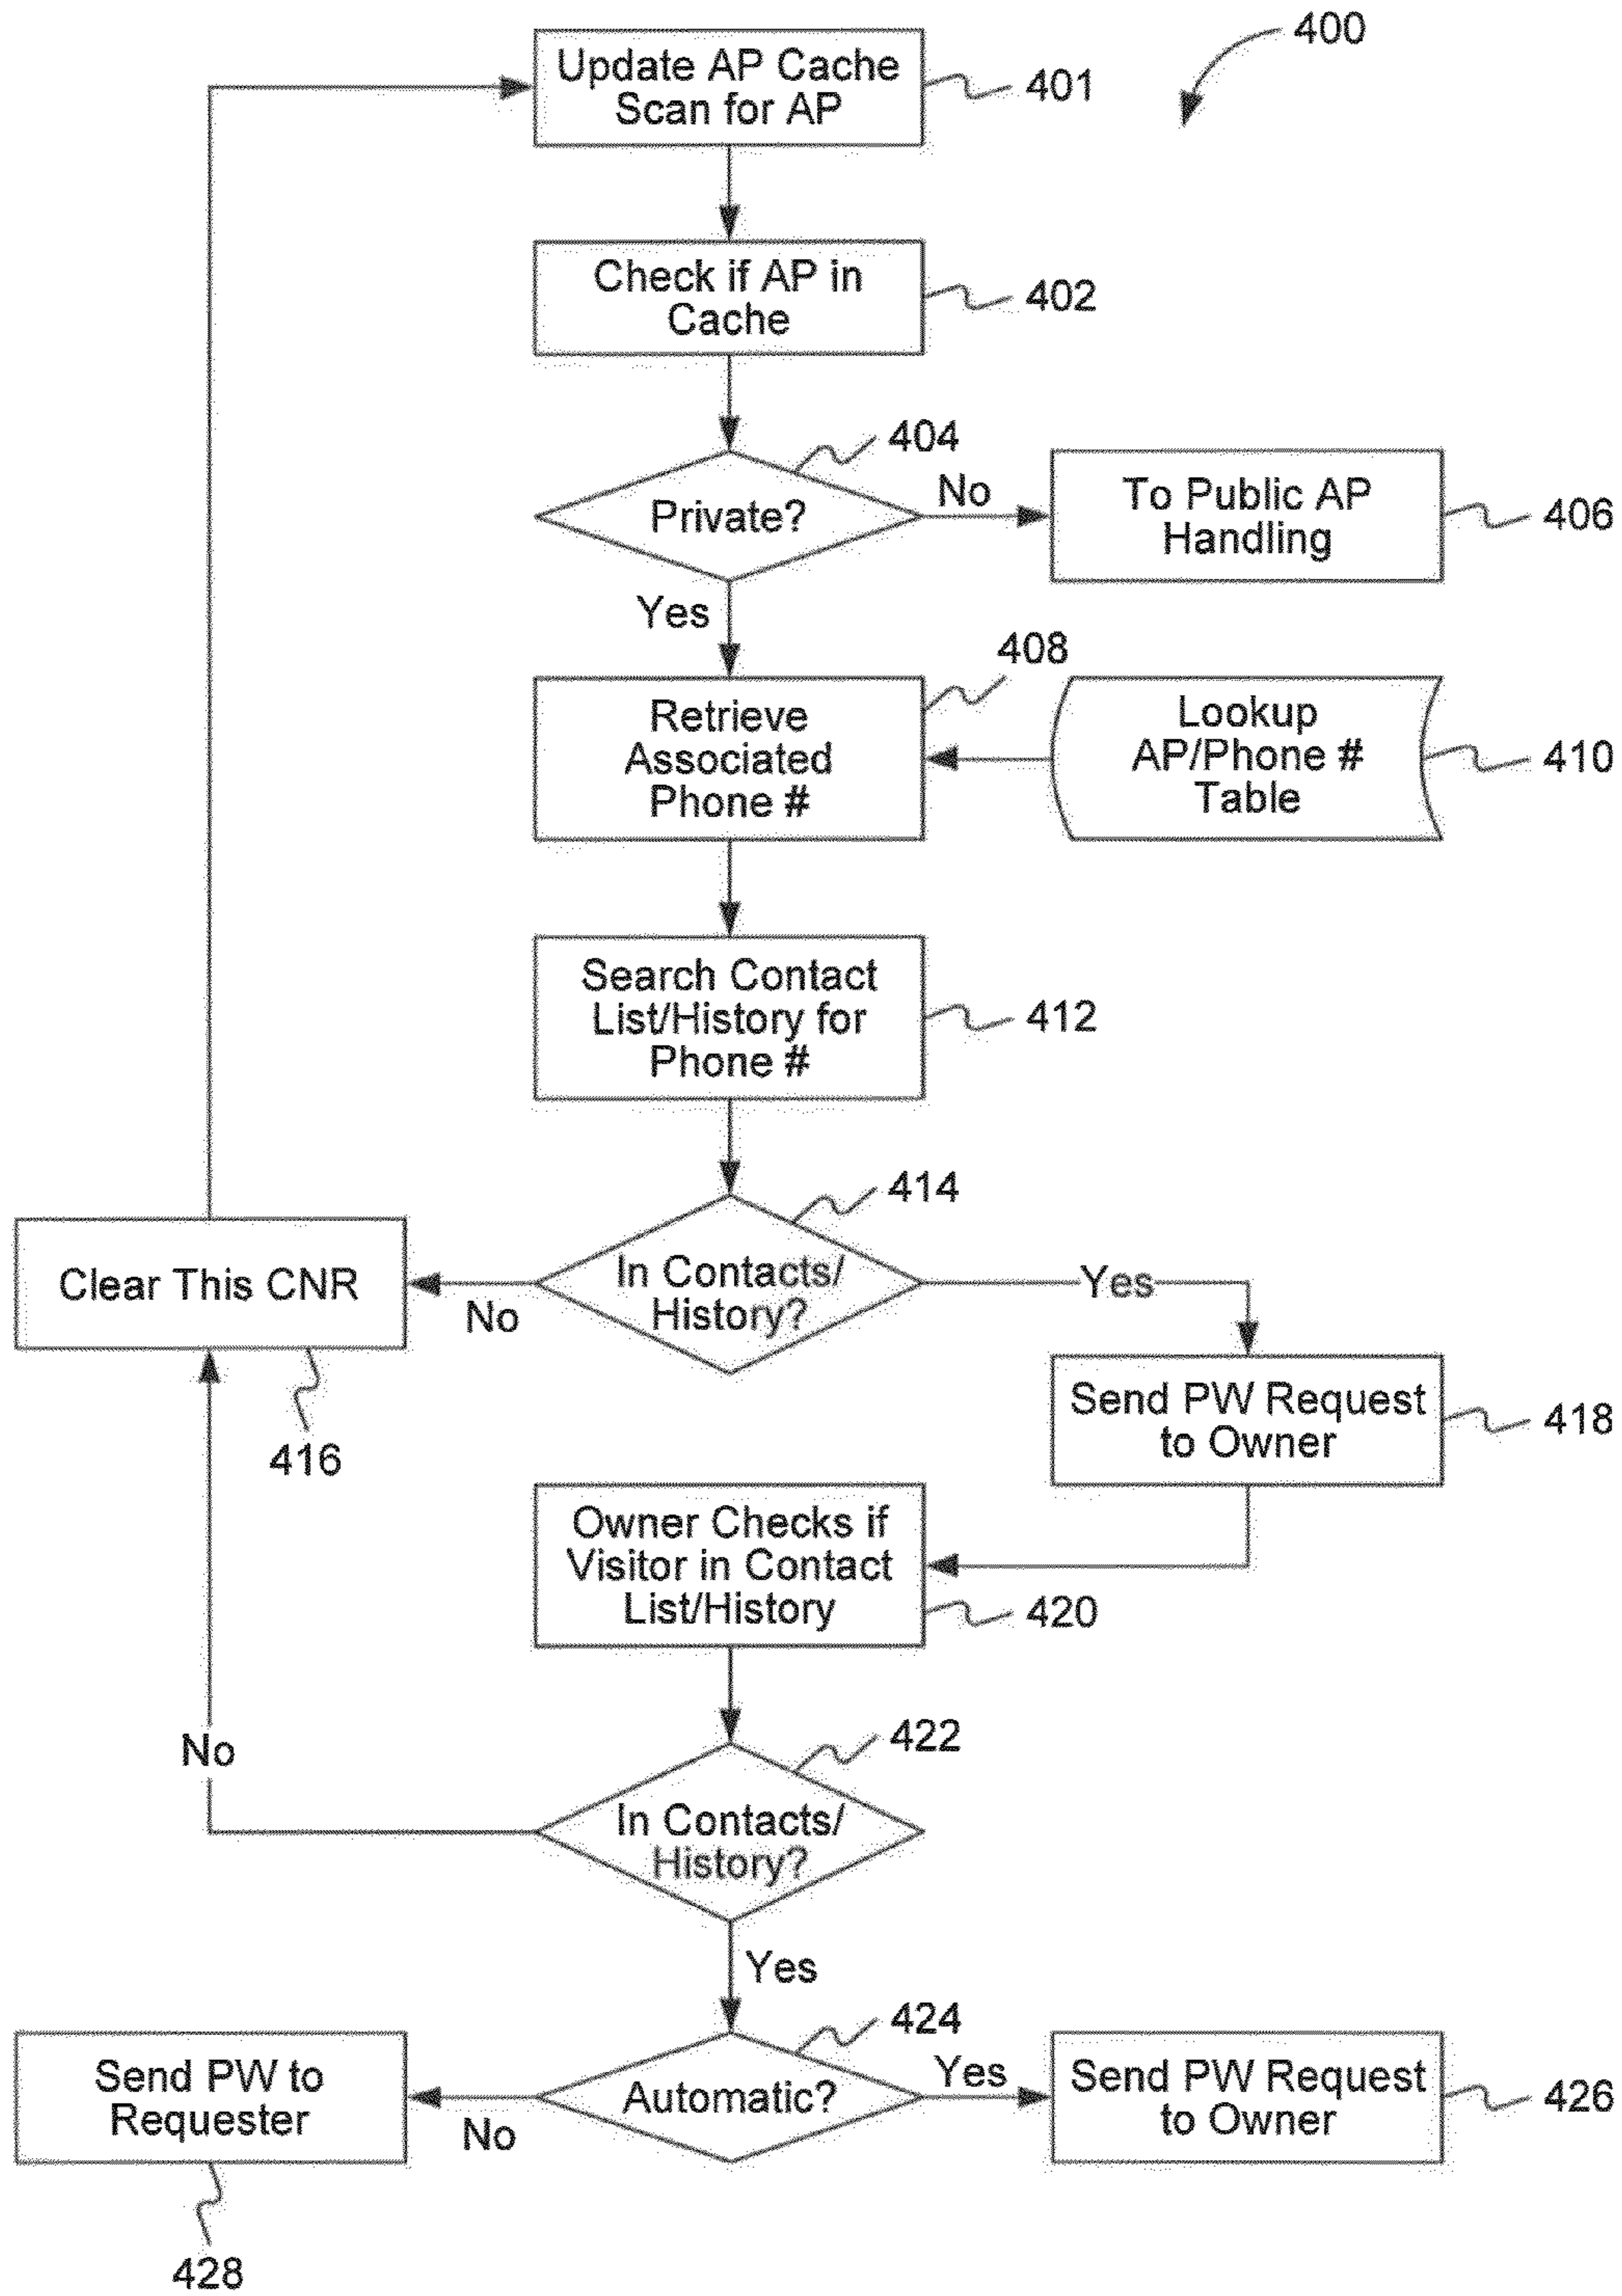 400
Update AP Cache
Scan for AP
401
Check if AP in
Cache
402
404
Private?
No
To Public AP
Handling
406
Yes
408
Retrieve
Associated
Phone #
Lookup
AP/Phone #
Table
410
Search Contact
List/History for
Phone #
412
414
In Contacts/
History?
No
Clear This CNR
416
Yes
Send PW Request
to Owner
418
Owner Checks if
Visitor in Contact
List/History
420
422
In Contacts/
History?
No
Yes
424
Automatic?
Yes
Send PW Request
to Owner
426
No
Send PW to
Requester
428